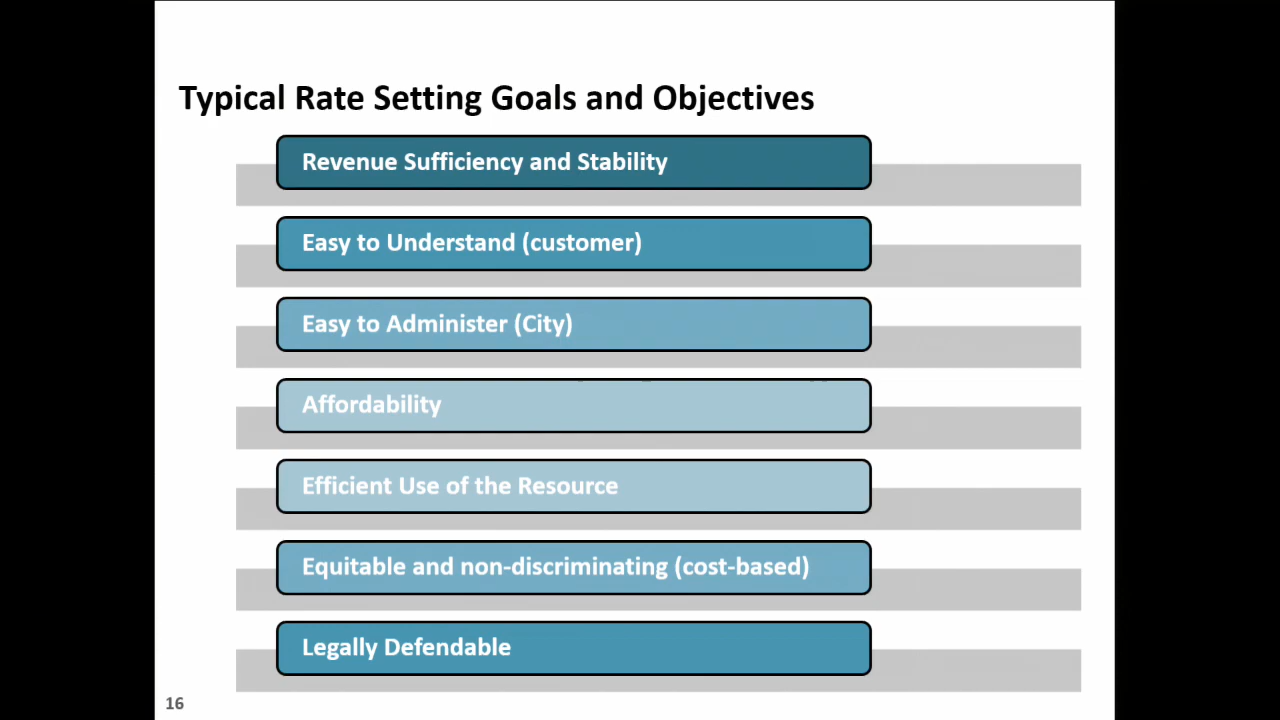 Typical Rate Setting Goals and Objectives
Revenue Sufficiency and Stability
Easy to Understand (customer)
Easy to Administer (City)
Affordability
Efficient Use of the Resource
Equitable and non-discriminating (cost-based)
Legally Defendable
16